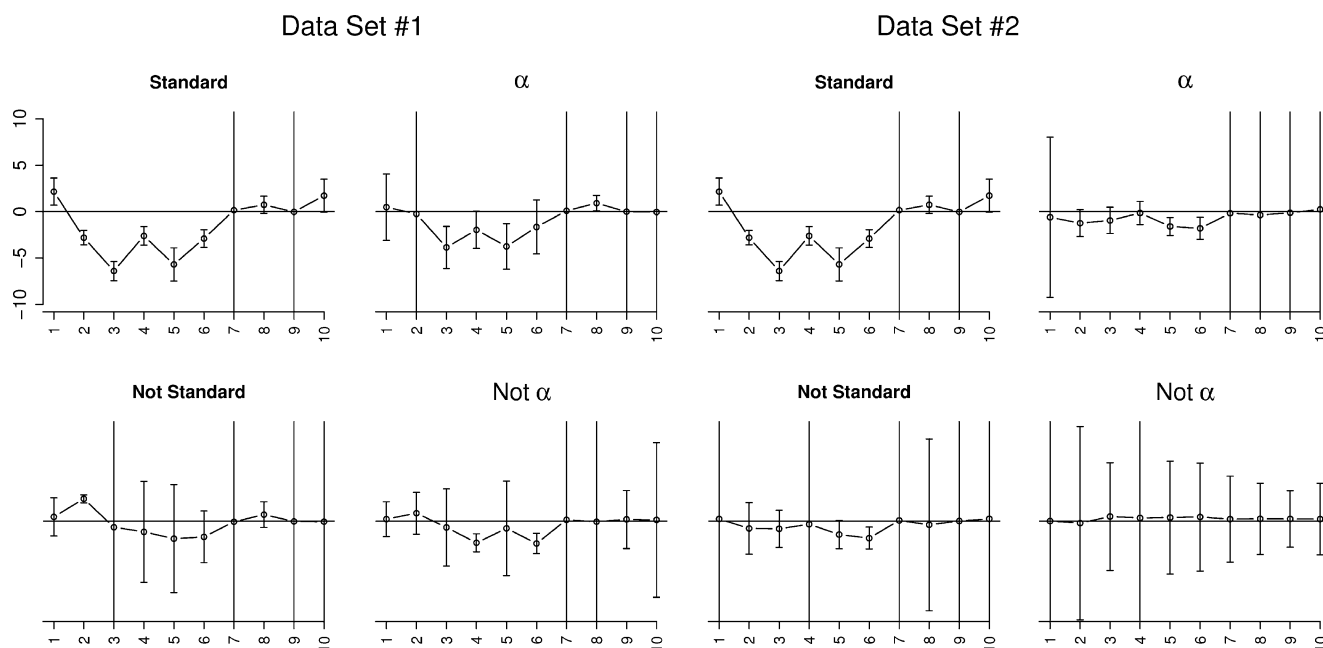 Data Set #1 Data Set #2
Standard α Standard α
10
5
0
−5
−10
1 2 3 4 5 6 7 8 9 10 1 2 3 4 5 6 7 8 9 10 1 2 3 4 5 6 7 8 9 10 1 2 3 4 5 6 7 8 9 10
Not Standard Not α Not Standard Not α
1 2 3 4 5 6 7 8 9 10 1 2 3 4 5 6 7 8 9 10 1 2 3 4 5 6 7 8 9 10 1 2 3 4 5 6 7 8 9 10